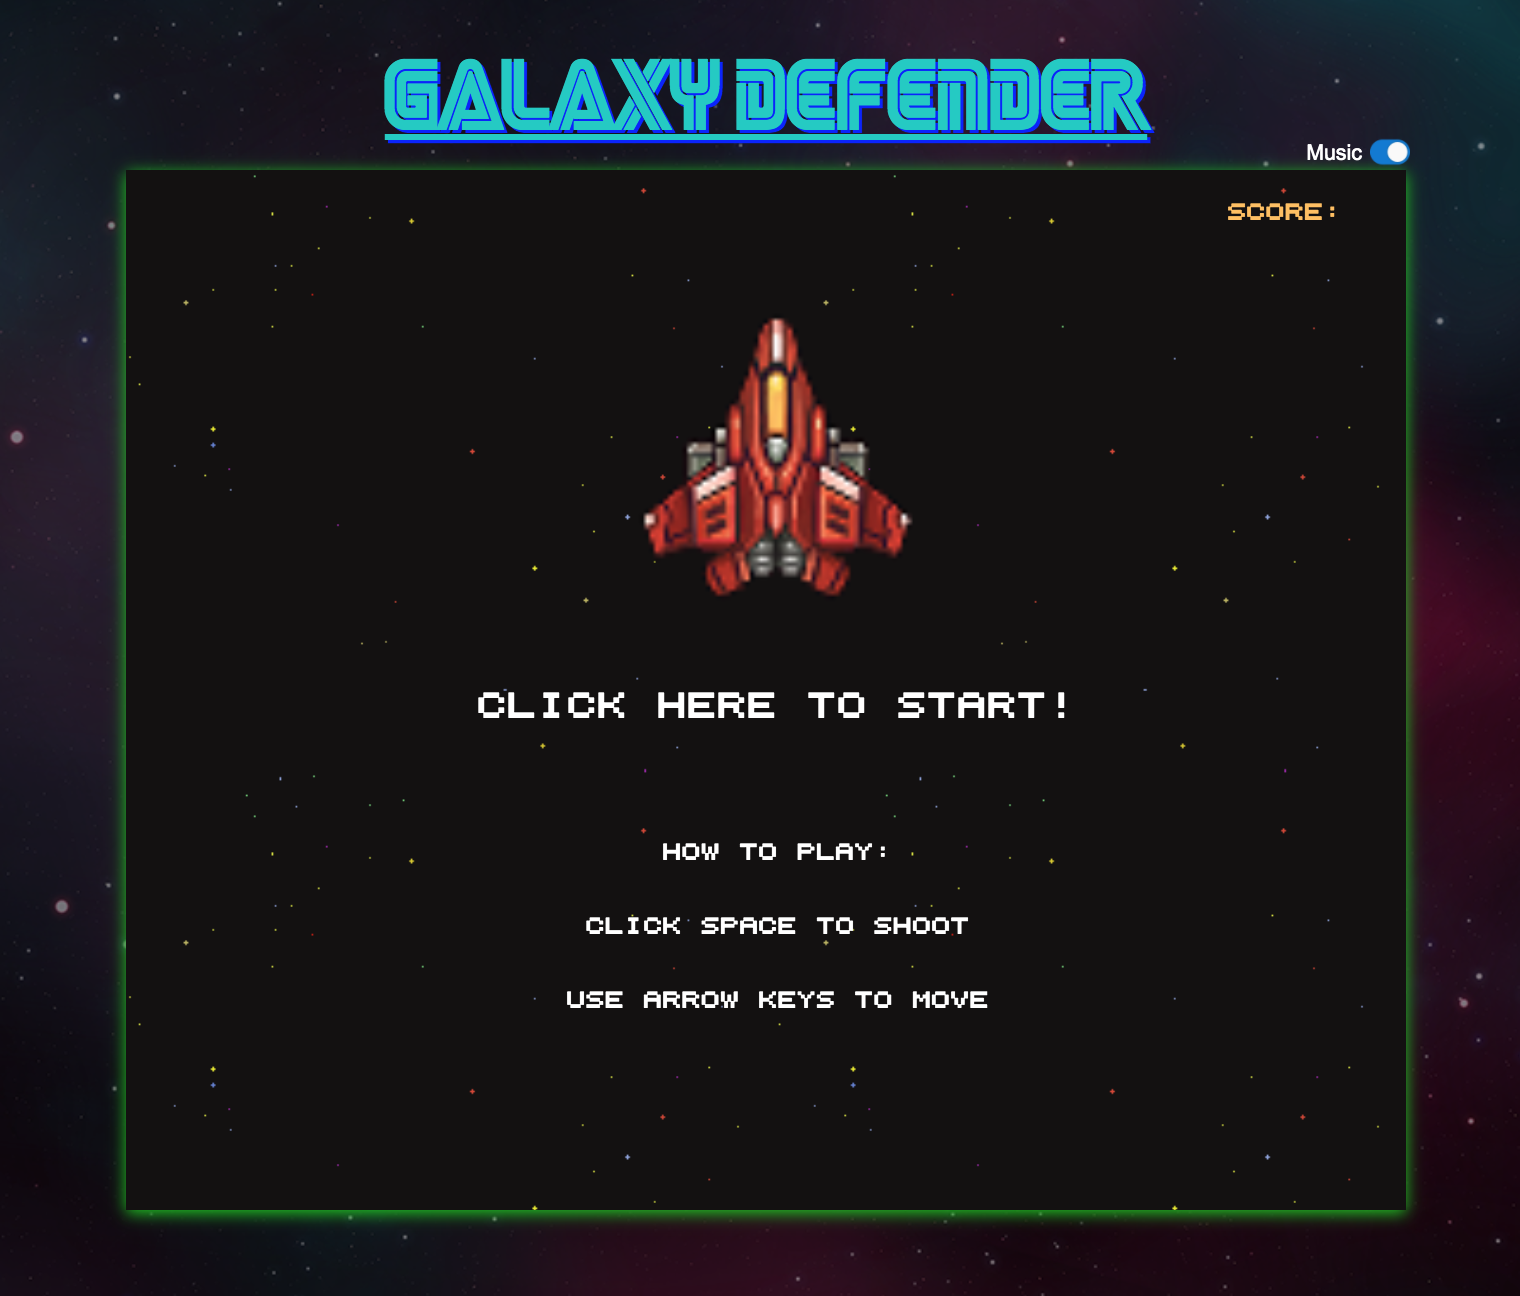 GALAXY DEFENDER
Music
SCORE:
CLICK HERE TO START!
HOW TO PLAY:
CLICK SPACE TO SHOOT
USE ARROW KEYS TO MOVE